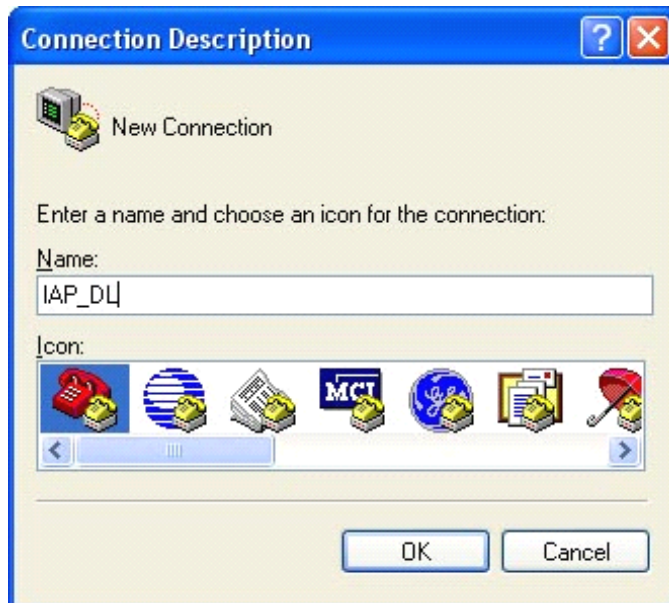 Connection Description
New Connection
Enter a name and choose an icon for the connection:
Name:
IAP_DL
Icon:
MCI
OK
Cancel